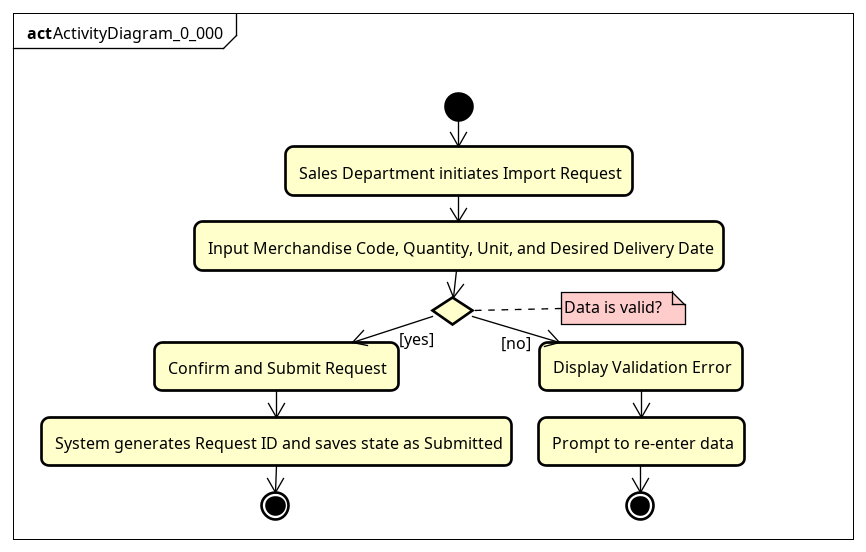 actActivityDiagram_0_000
Sales Department initiates Import Request
Input Merchandise Code, Quantity, Unit, and Desired Delivery Date
Data is valid?
[yes]
[no]
Confirm and Submit Request
Display Validation Error
System generates Request ID and saves state as Submitted
Prompt to re-enter data